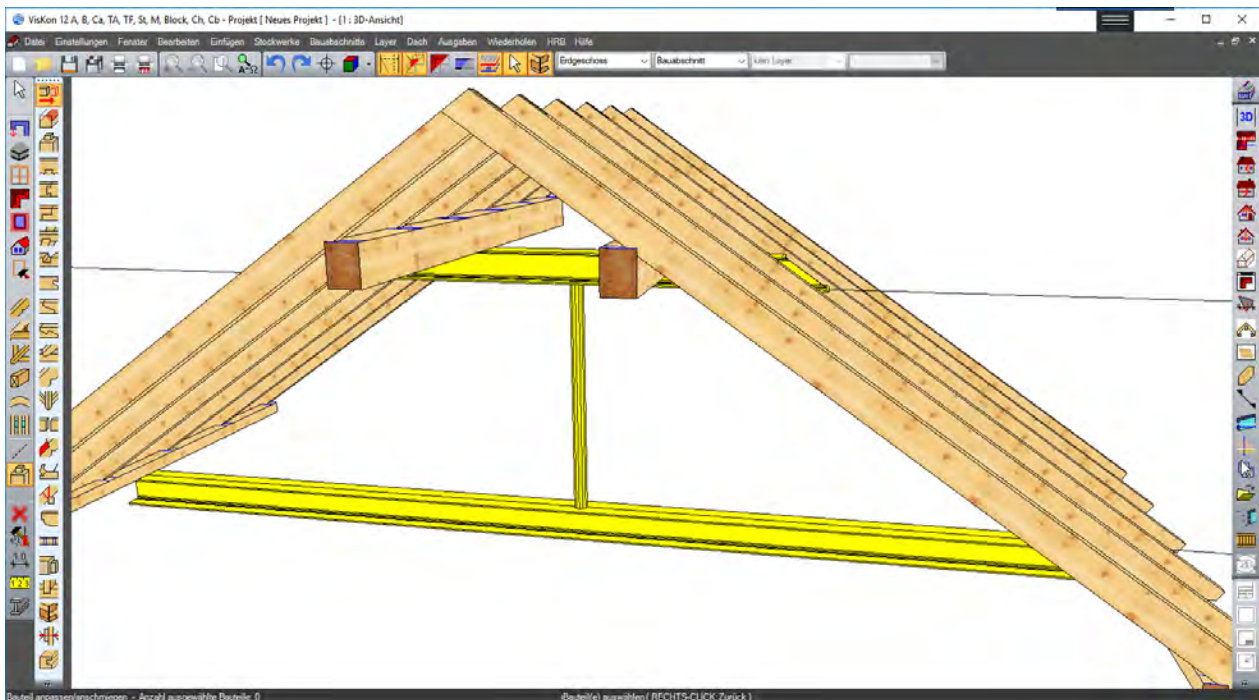 VisKon 12 A, B, Ca, TA, TF, St, M, Block, Ch, Cb - Projekt [ Neues Projekt ] - [1 : 3D-Ansicht]
Datei Einstellungen Fenster Bearbeiten Einfügen Stockwerke Bauabschnitte Layer Dach Ausgaben Wiederholen HRB Hilfe
Erdgeschoss Bauabschnitt kein Layer
3D
Bauteil anpassen/anschmiegen - Anzahl ausgewählte Bauteile: 0 Bauteil(e) auswählen ( RECHTS-CLICK Zurück )